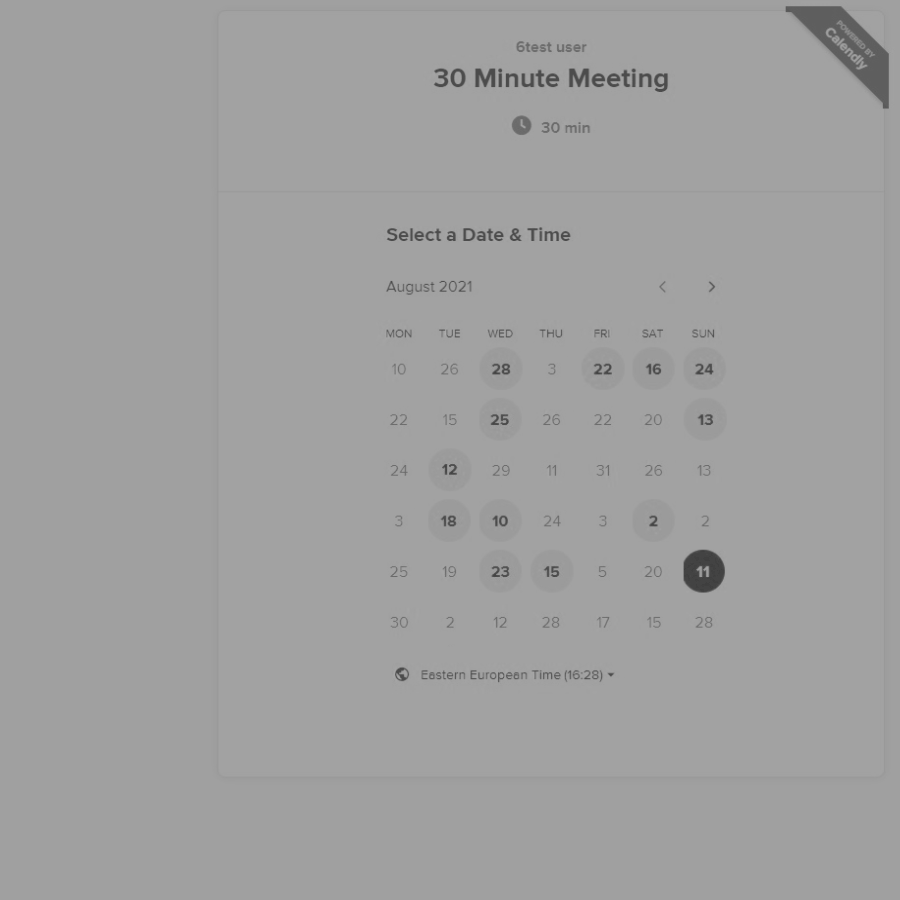 POWERED BY
Calendly
6test user
30 Minute Meeting
30 min
Select a Date & Time
August 2021
MON TUE WED THU FRI SAT SUN
10 26 28 3 22 16 24
22 15 25 26 22 20 13
24 12 29 11 31 26 13
3 18 10 24 3 2 2
25 19 23 15 5 20 11
30 2 12 28 17 15 28
Eastern European Time (16:28)